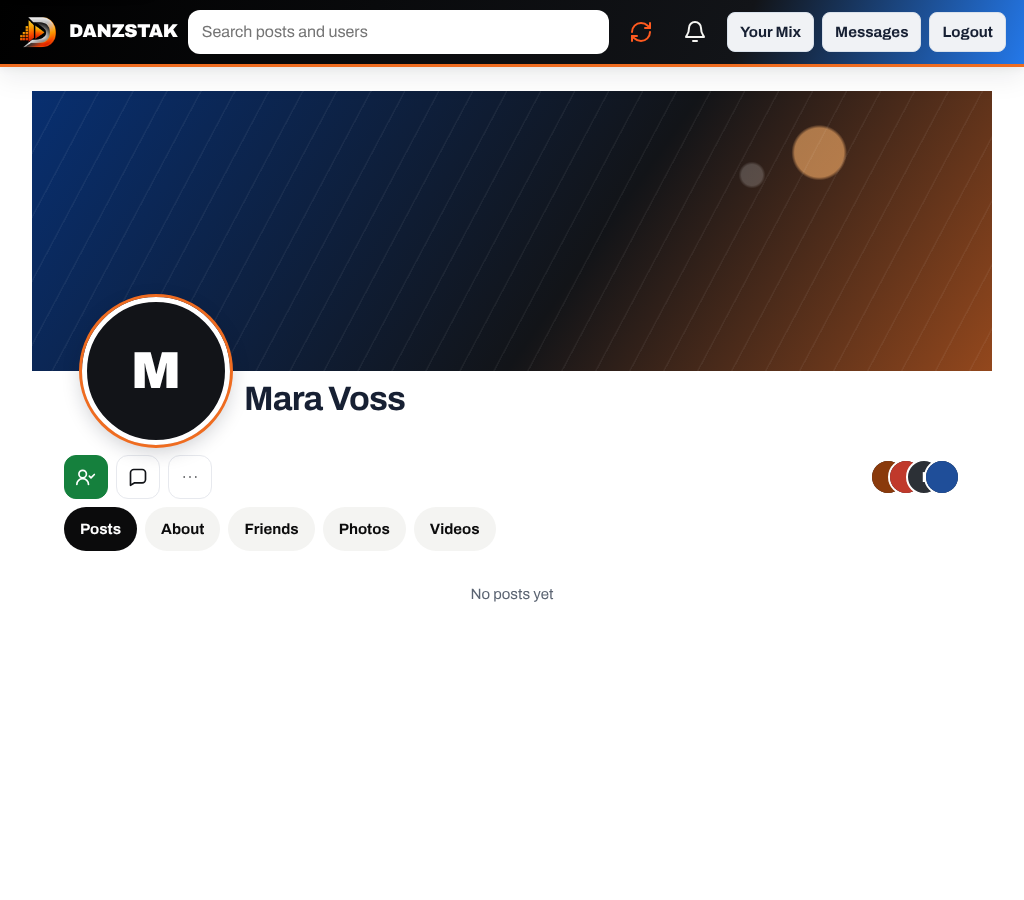 DANZSTAK
Search posts and users
Your Mix
Messages
Logout
M
Mara Voss
Posts
About
Friends
Photos
Videos
No posts yet